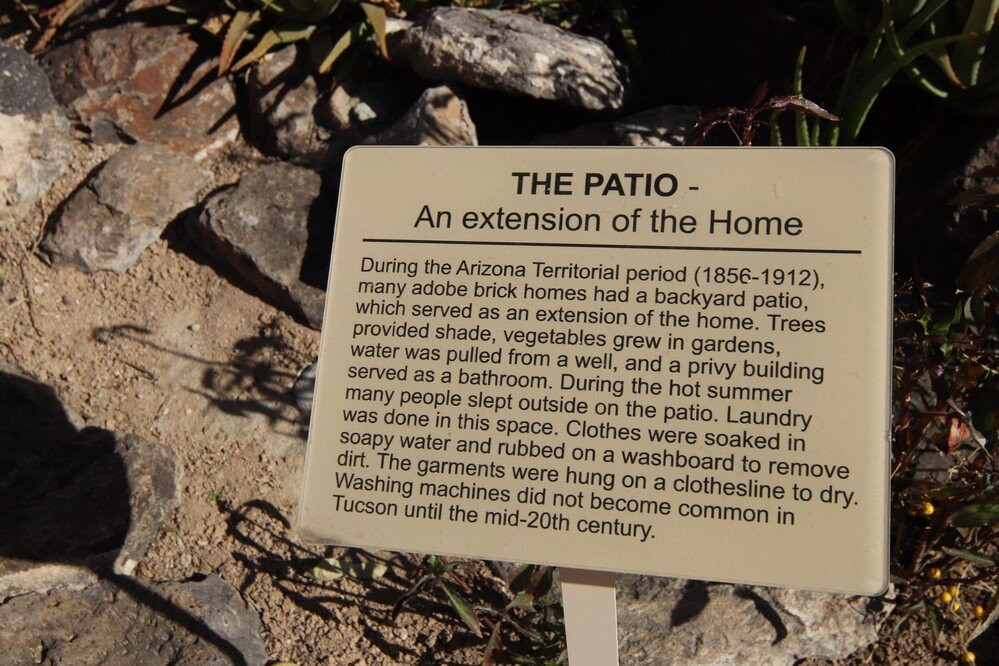 THE PATIO -
An extension of the Home
During the Arizona Territorial period (1856-1912),
many adobe brick homes had a backyard patio,
which served as an extension of the home. Trees
provided shade, vegetables grew in gardens,
water was pulled from a well, and a privy building
served as a bathroom. During the hot summer
many people slept outside on the patio. Laundry
was done in this space. Clothes were soaked in
soapy water and rubbed on a washboard to remove
dirt. The garments were hung on a clothesline to dry.
Washing machines did not become common in
Tucson until the mid-20th century.